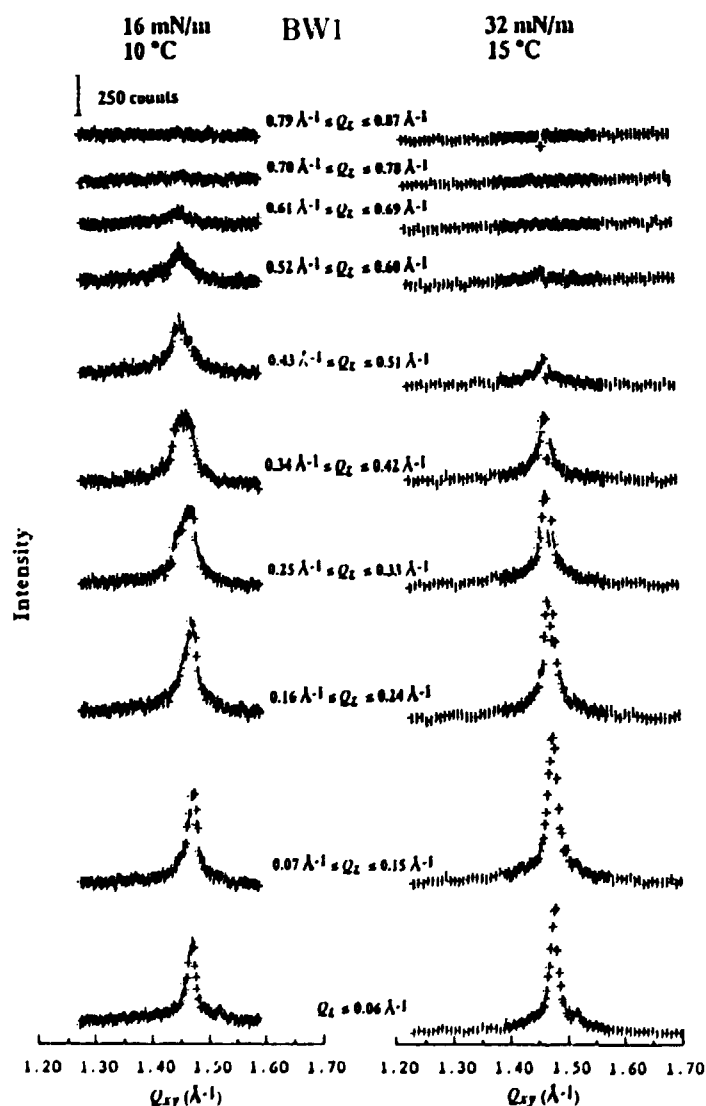 16 mN/m BW1 32 mN/m
10 °C 15 °C
250 counts
0.79 Å-1 ≤ Qz ≤ 0.87 Å-1
0.70 Å-1 ≤ Qz ≤ 0.78 Å-1
0.61 Å-1 ≤ Qz ≤ 0.69 Å-1
0.52 Å-1 ≤ Qz ≤ 0.60 Å-1
0.43 Å-1 ≤ Qz ≤ 0.51 Å-1
0.34 Å-1 ≤ Qz ≤ 0.42 Å-1
0.25 Å-1 ≤ Qz ≤ 0.33 Å-1
Intensity
0.16 Å-1 ≤ Qz ≤ 0.24 Å-1
0.07 Å-1 ≤ Qz ≤ 0.15 Å-1
Qz ≤ 0.06 Å-1
1.20 1.30 1.40 1.50 1.60 1.70 1.20 1.30 1.40 1.50 1.60 1.70
Qxy (Å-1) Qxy (Å-1)